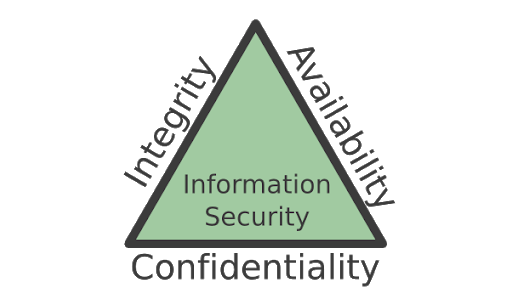 Integrity
Availability
Information
Security
Confidentiality